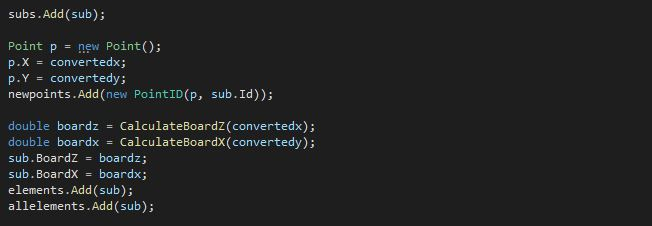 subs.Add(sub);
Point p = new Point();
p.X = convertedx;
p.Y = convertedy;
newpoints.Add(new PointID(p, sub.Id));
double boardz = CalculateBoardZ(convertedx);
double boardx = CalculateBoardX(convertedy);
sub.BoardZ = boardz;
sub.BoardX = boardx;
elements.Add(sub);
allelements.Add(sub);